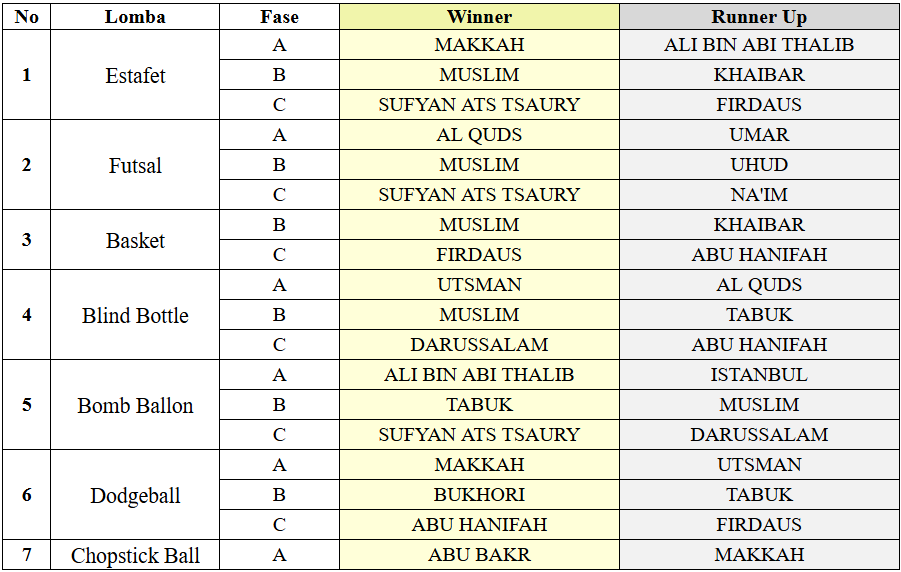 No Lomba Fase Winner Runner Up
1 Estafet A MAKKAH ALI BIN ABI THALIB
B MUSLIM KHAIBAR
C SUFYAN ATS TSAURY FIRDAUS
2 Futsal A AL QUDS UMAR
B MUSLIM UHUD
C SUFYAN ATS TSAURY NA'IM
3 Basket B MUSLIM KHAIBAR
C FIRDAUS ABU HANIFAH
4 Blind Bottle A UTSMAN AL QUDS
B MUSLIM TABUK
C DARUSSALAM ABU HANIFAH
5 Bomb Ballon A ALI BIN ABI THALIB ISTANBUL
B TABUK MUSLIM
C SUFYAN ATS TSAURY DARUSSALAM
6 Dodgeball A MAKKAH UTSMAN
B BUKHORI TABUK
C ABU HANIFAH FIRDAUS
7 Chopstick Ball A ABU BAKR MAKKAH